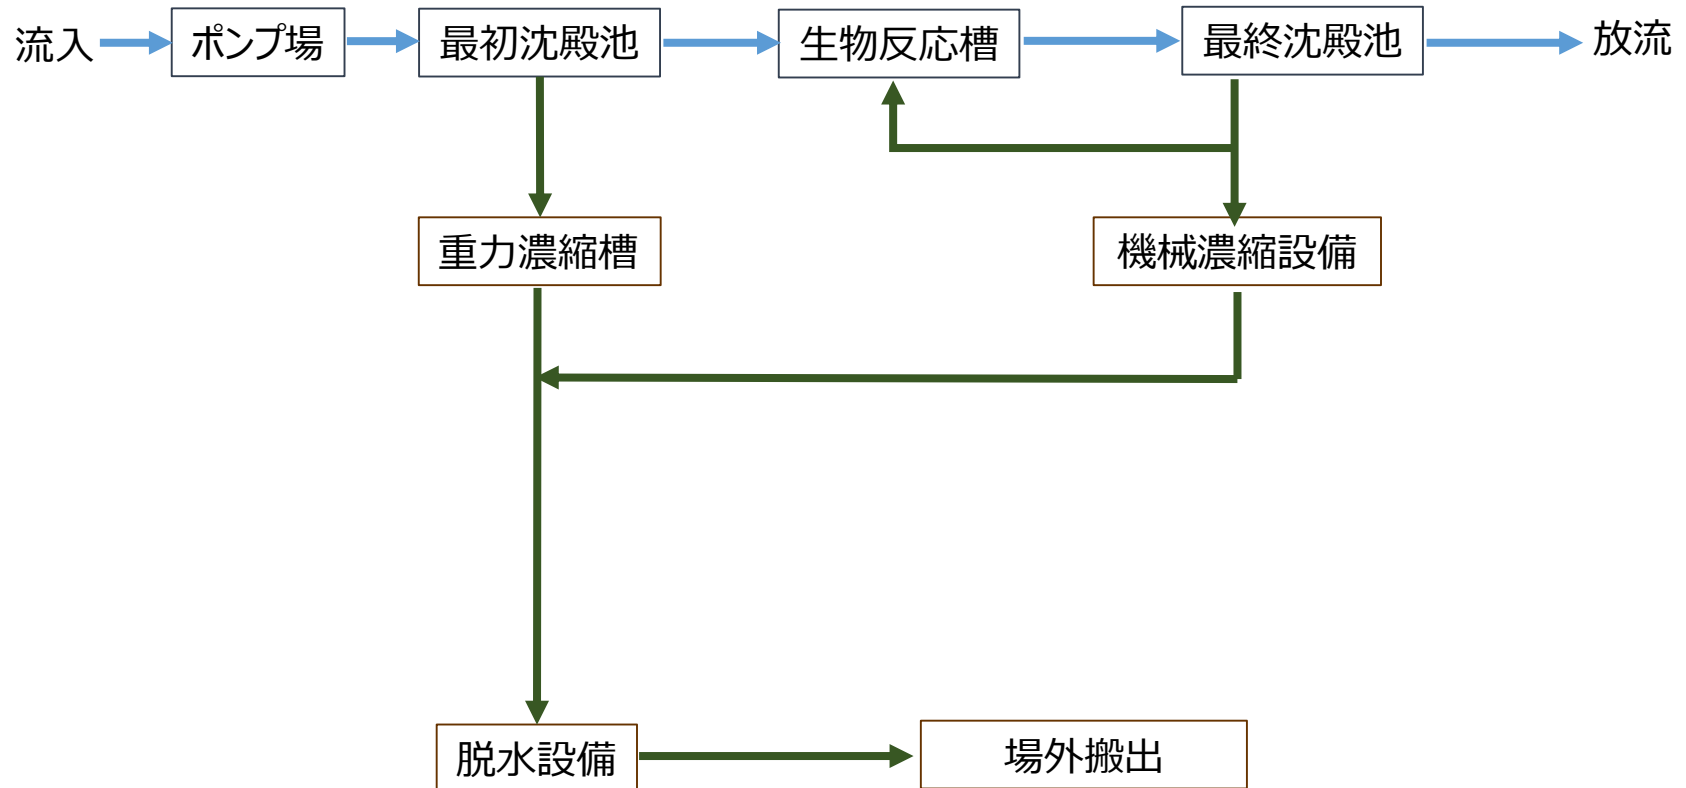 流入
ポンプ場
最初沈殿池
生物反応槽
最終沈殿池
放流
重力濃縮槽
機械濃縮設備
脱水設備
場外搬出